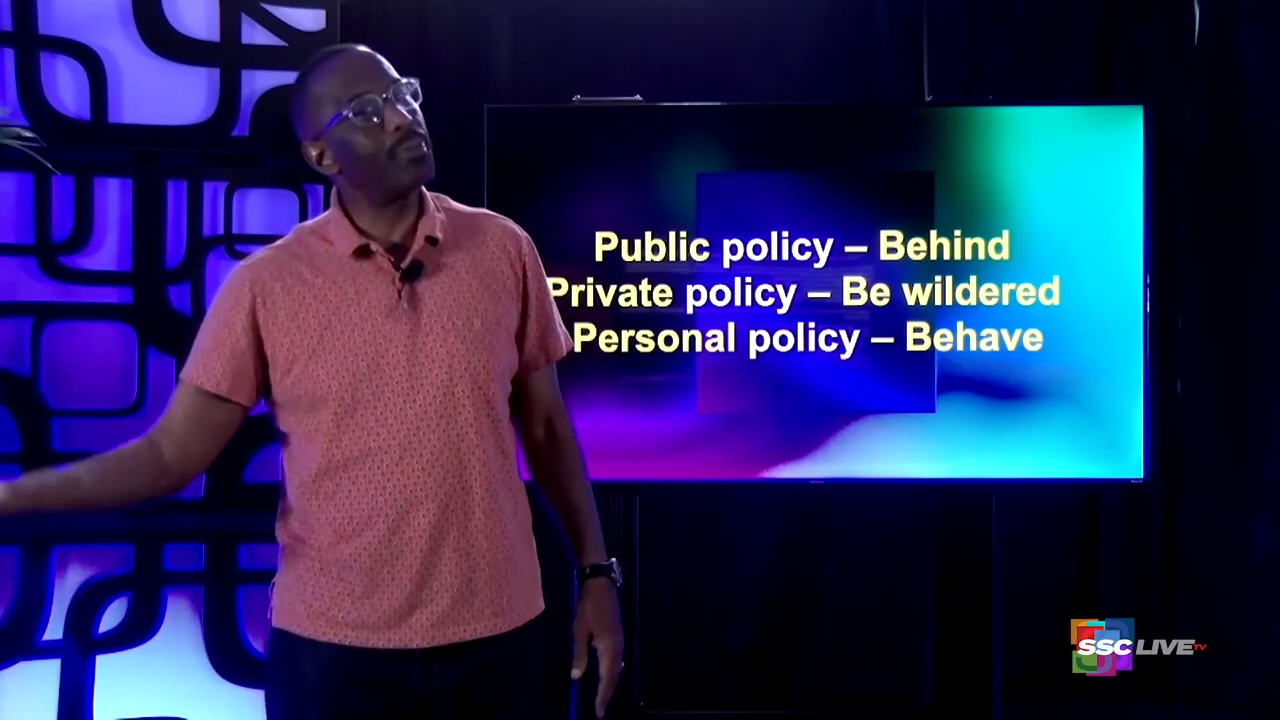 Public policy – Behind
Private policy – Be wildered
Personal policy – Behave
SSC LIVE TV